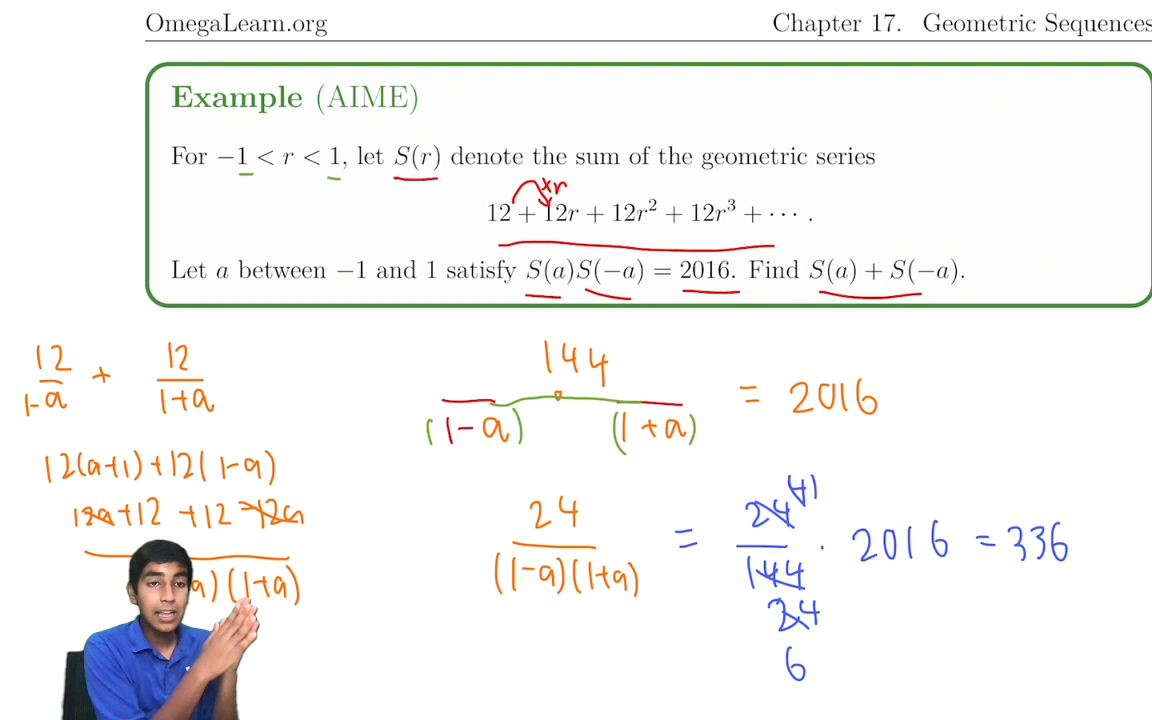 OmegaLearn.org Chapter 17. Geometric Sequences
Example (AIME)
For −1 < r < 1, let S(r) denote the sum of the geometric series
×r
12 + 12r + 12r² + 12r³ + ··· .
Let a between −1 and 1 satisfy S(a)S(−a) = 2016. Find S(a) + S(−a).
12/1-a + 12/1+a
144/(1-a)(1+a) = 2016
12(a+1)+12(1-a)
12a+12 +12-12a
a)(1+a)
24/(1-a)(1+a) = 24/144 · 2016 = 336
1
24
6